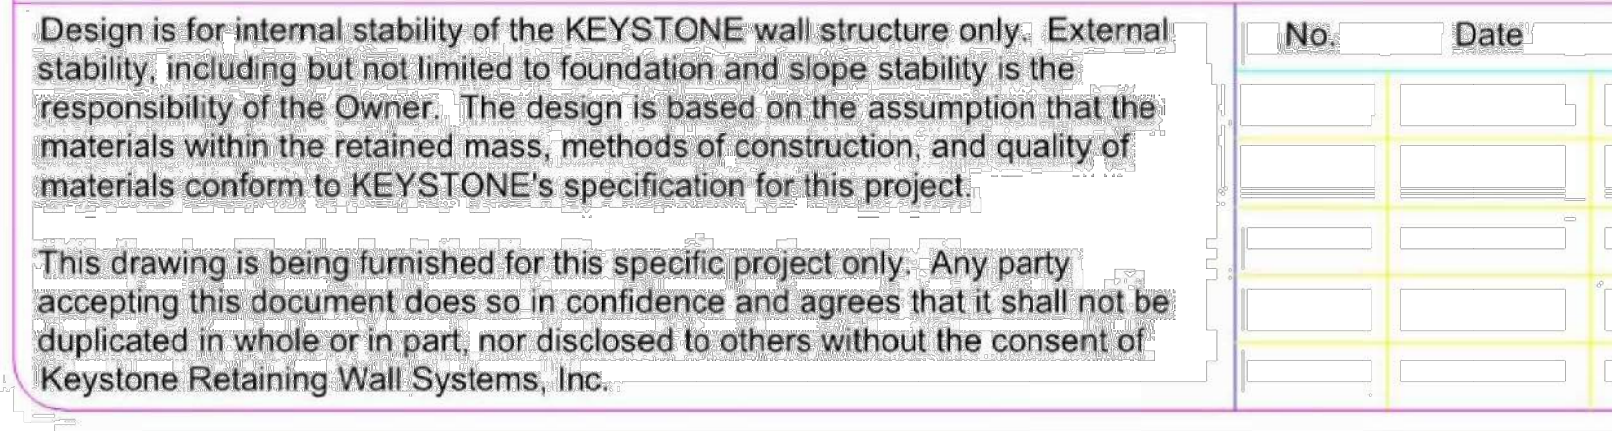 Design is for internal stability of the KEYSTONE wall structure only. External
stability, including but not limited to foundation and slope stability is the
responsibility of the Owner. The design is based on the assumption that the
materials within the retained mass, methods of construction, and quality of
materials conform to KEYSTONE's specification for this project.
This drawing is being furnished for this specific project only. Any party
accepting this document does so in confidence and agrees that it shall not be
duplicated in whole or in part, nor disclosed to others without the consent of
Keystone Retaining Wall Systems, Inc.
No. Date